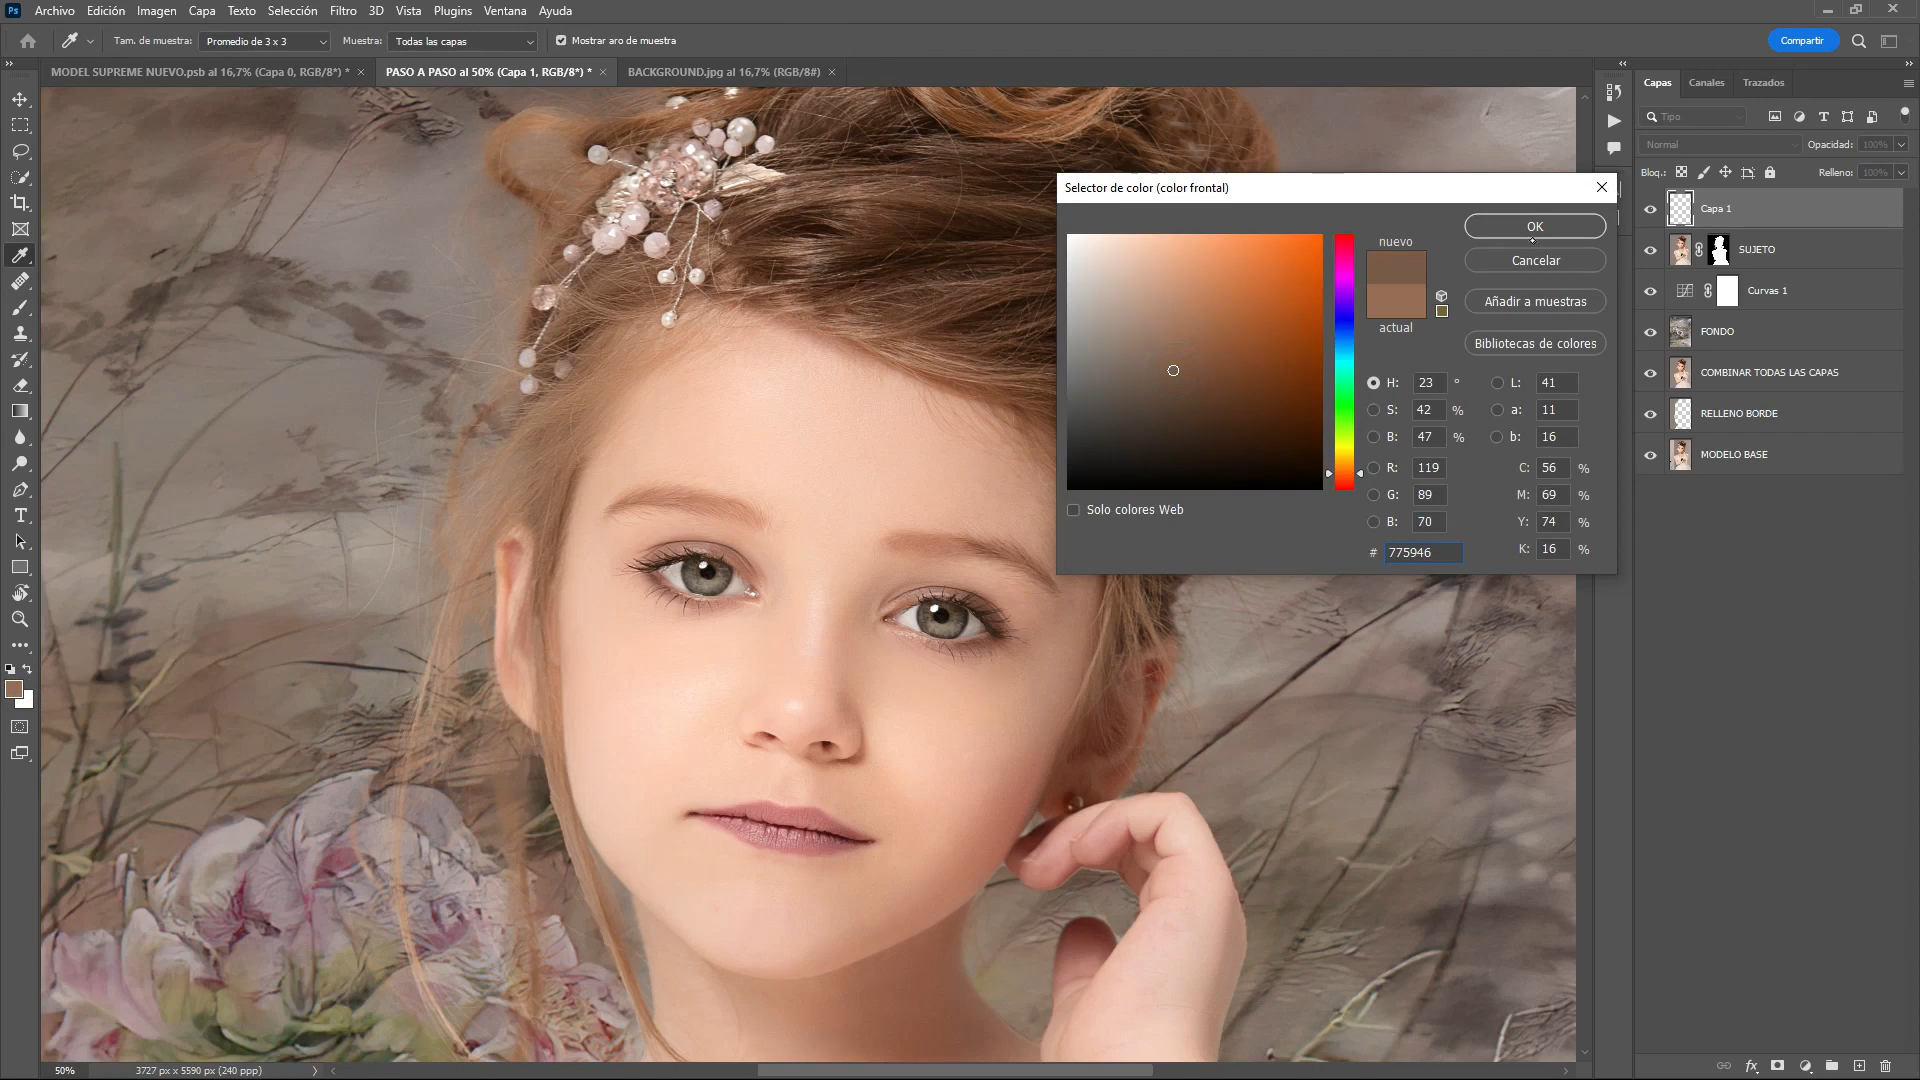 Ps Archivo Edición Imagen Capa Texto Selección Filtro 3D Vista Plugins Ventana Ayuda
Tam. de muestra: Promedio de 3 x 3 Muestra: Todas las capas Mostrar aro de muestra Compartir
MODEL SUPREME NUEVO.psb al 16,7% (Capa 0, RGB/8*) * × PASO A PASO al 50% (Capa 1, RGB/8*) * × BACKGROUND.jpg al 16,7% (RGB/8#) ×
Capas Canales Trazados
Tipo
Normal Opacidad: 100%
Bloq.: Relleno: 100%
Capa 1
SUJETO
Curvas 1
FONDO
COMBINAR TODAS LAS CAPAS
RELLENO BORDE
MODELO BASE
Selector de color (color frontal)
nuevo
actual
OK
Cancelar
Añadir a muestras
Bibliotecas de colores
H: 23 ° L: 41
S: 42 % a: 11
B: 47 % b: 16
R: 119 C: 56 %
G: 89 M: 69 %
B: 70 Y: 74 %
# 775946 K: 16 %
Solo colores Web
50% 3727 px x 5590 px (240 ppp)